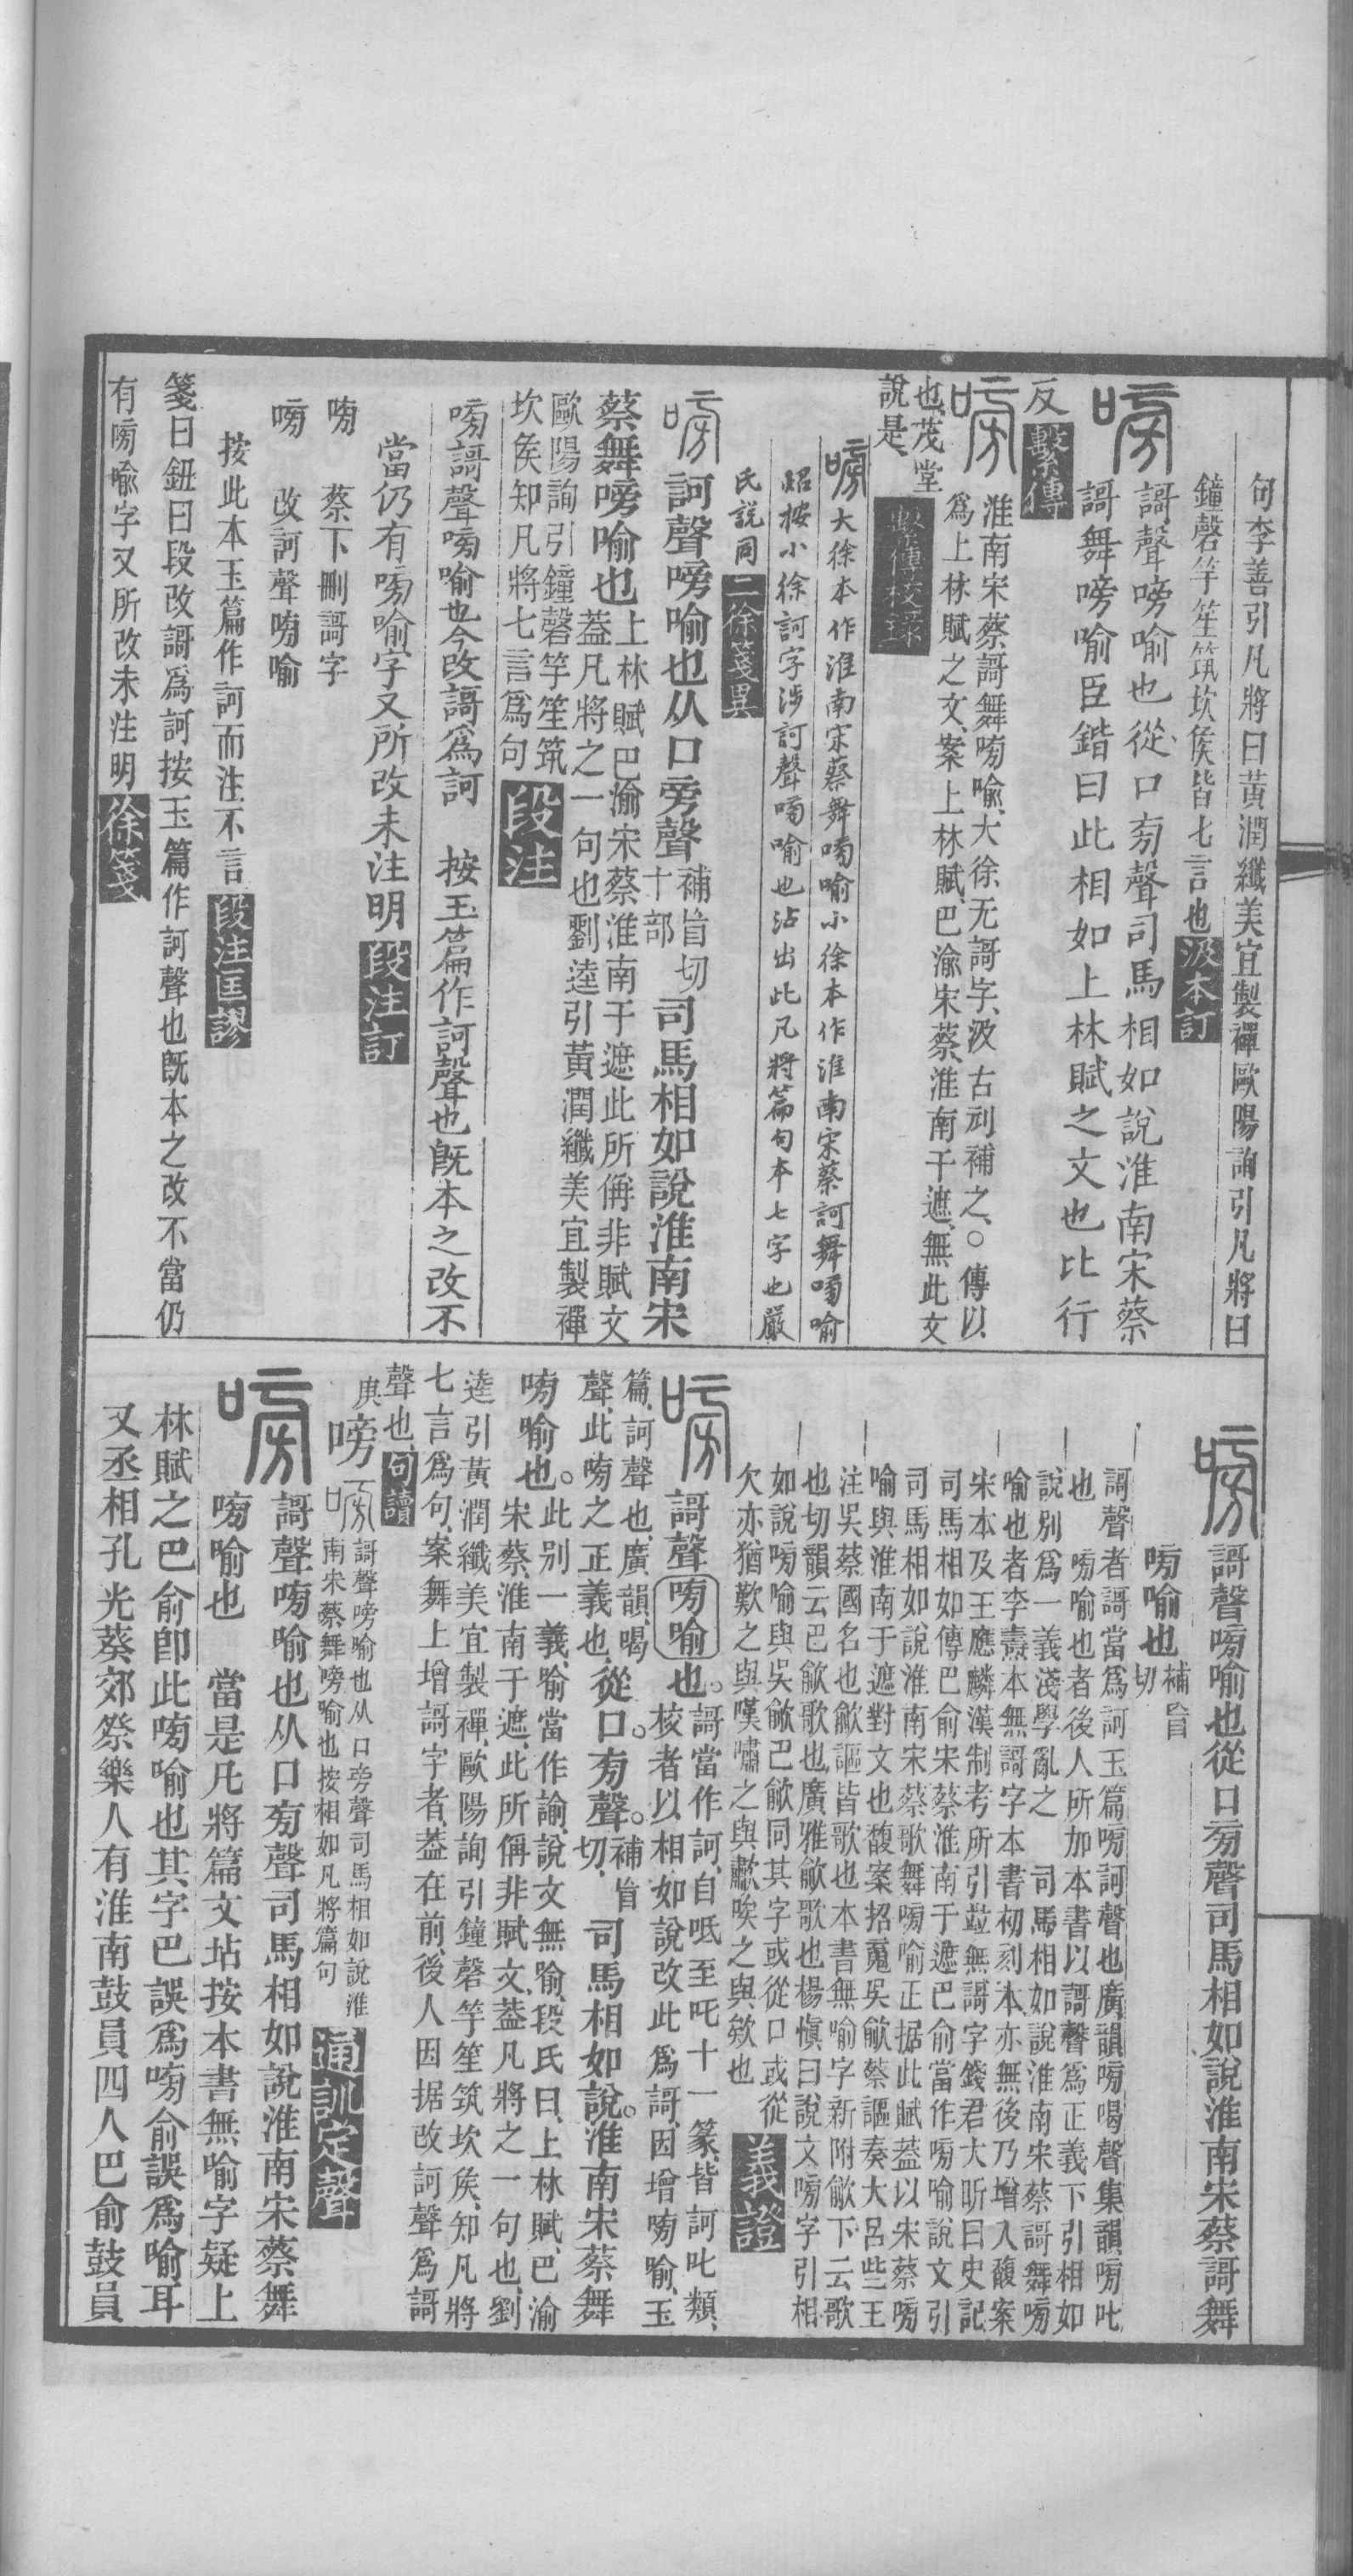 句李善引凡將曰黃潤纖美宜製襌歐陽詢引凡將曰
鐘磬竽笙筑坎侯皆七言也汲本訂
謌聲嗙喻也從口㫄聲司馬相如說淮南宋蔡
謌舞嗙喻臣鍇曰此相如上林賦之文也比行
反繫傳
淮南宋蔡謌舞嗙喩、大徐无謌字、汲古刓補之、○傳以
爲上林賦之文、案上林賦、巴渝宋蔡、淮南干遮、無此文
也、茂堂
說是、
繫傳校錄
嗙大徐本作淮南宋蔡舞嗙喻小徐本作淮南宋蔡訶舞嗙喻
炤按小徐訶字涉訶聲嗙喻也沾出此凡將篇句本七字也嚴
氏說同二徐箋異
訶聲嗙喻也从口旁聲補旨切十部司馬相如說淮南宋
蔡舞嗙喻也上林賦巴渝宋蔡淮南于遮此所偁非賦文
葢凡將之一句也劉逵引黃潤纖美宜製襌
歐陽詢引鐘磬竽笙筑
坎侯知凡將七言爲句段注
嗙謌聲嗙喻也今改謌爲訶　按玉篇作訶聲也旣本之改不
當仍有嗙喻字又所改未注明段注訂
嗙　蔡下刪謌字
嗙　改訶聲嗙喻
按此本玉篇作訶而注不言段注匡謬
箋曰鈕曰段改謌爲訶按玉篇作訶聲也旣本之改不當仍
有嗙喻字又所改未注明徐箋
謌聲嗙喻也從口㫄聲司馬相如說淮南宋蔡謌舞
嗙喻也補旨切
謌聲者謌當爲訶玉篇嗙訶聲也廣韻嗙喝聲集韻嗙叱
也　嗙喻也者後人所加本書以謌聲爲正義下引相如
說別爲一義淺學亂之　司馬相如說淮南宋蔡謌舞嗙
喻也者李燾本無謌字本書初刻本亦無後乃增入馥案
宋本及王應麟漢制考所引竝無謌字錢君大昕曰史記
司馬相如傳巴俞宋蔡淮南于遮巴俞當作嗙喻說文引
司馬相如說淮南宋蔡歌舞嗙喻正据此賦葢以宋蔡嗙
喻與淮南于遮對文也馥案招䰟吳歈蔡謳奏大呂些王
注吳蔡國名也歈謳皆歌也本書無喻字新附歈下云歌
也切韻云巴歈歌也廣雅歈歌也楊愼曰說文嗙字引相
如說嗙喻與吳歈巴歈同其字或從口或從
欠亦猶歎之與嘆嘯之與歗唉之與欸也
義證
謌聲嗙喻也。謌當作訶、自呧至吒十一篆、皆訶叱類、
校者以相如說改此爲謌、因增嗙喻、玉
篇、訶聲也、廣韻、喝
聲、此嗙之正義也、從口。㫄聲。補旨切、司馬相如說。淮南宋蔡舞
嗙喻也。此別一義、喻當作諭、說文無喻、段氏曰、上林賦、巴渝
宋蔡、淮南于遮、此所偁非賦文、葢凡將之一句也、劉
逵引黃潤纖美宜製襌、歐陽詢引鐘磬竽笙筑坎侯、知凡將
七言爲句、案舞上增謌字者、葢在前、後人因据改訶聲、爲謌
聲也、句讀
庚嗙謌聲嗙喻也从口旁聲司馬相如說淮
南宋蔡舞嗙喻也按相如凡將篇句通訓定聲
謌聲嗙喻也从口㫄聲司馬相如說淮南宋蔡舞
嗙喻也　當是凡將篇文坫按本書無喻字疑上
林賦之巴俞卽此嗙喻也其字巴誤爲嗙俞誤爲喻耳
又丞相孔光葵郊祭樂人有淮南鼓員四人巴俞鼓員